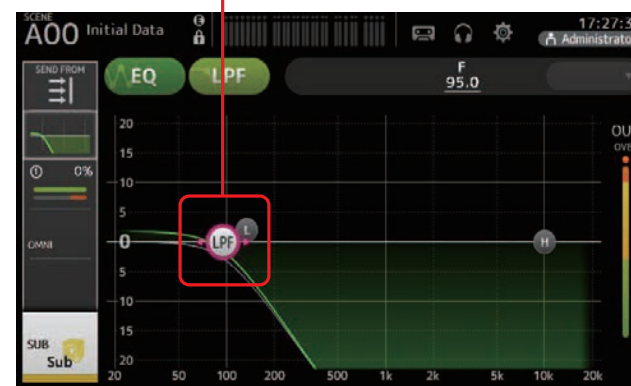 SCENE
A00 Initial Data
E
17:27:3
Administrato
SEND FROM
EQ
LPF
F
95.0
① 0%
OMNI
SUB
Sub
20
15
10
5
0
5
10
15
20
LPF
L
H
20 50 100 200 500 1k 2k 5k 10k 20k
OU
OVE